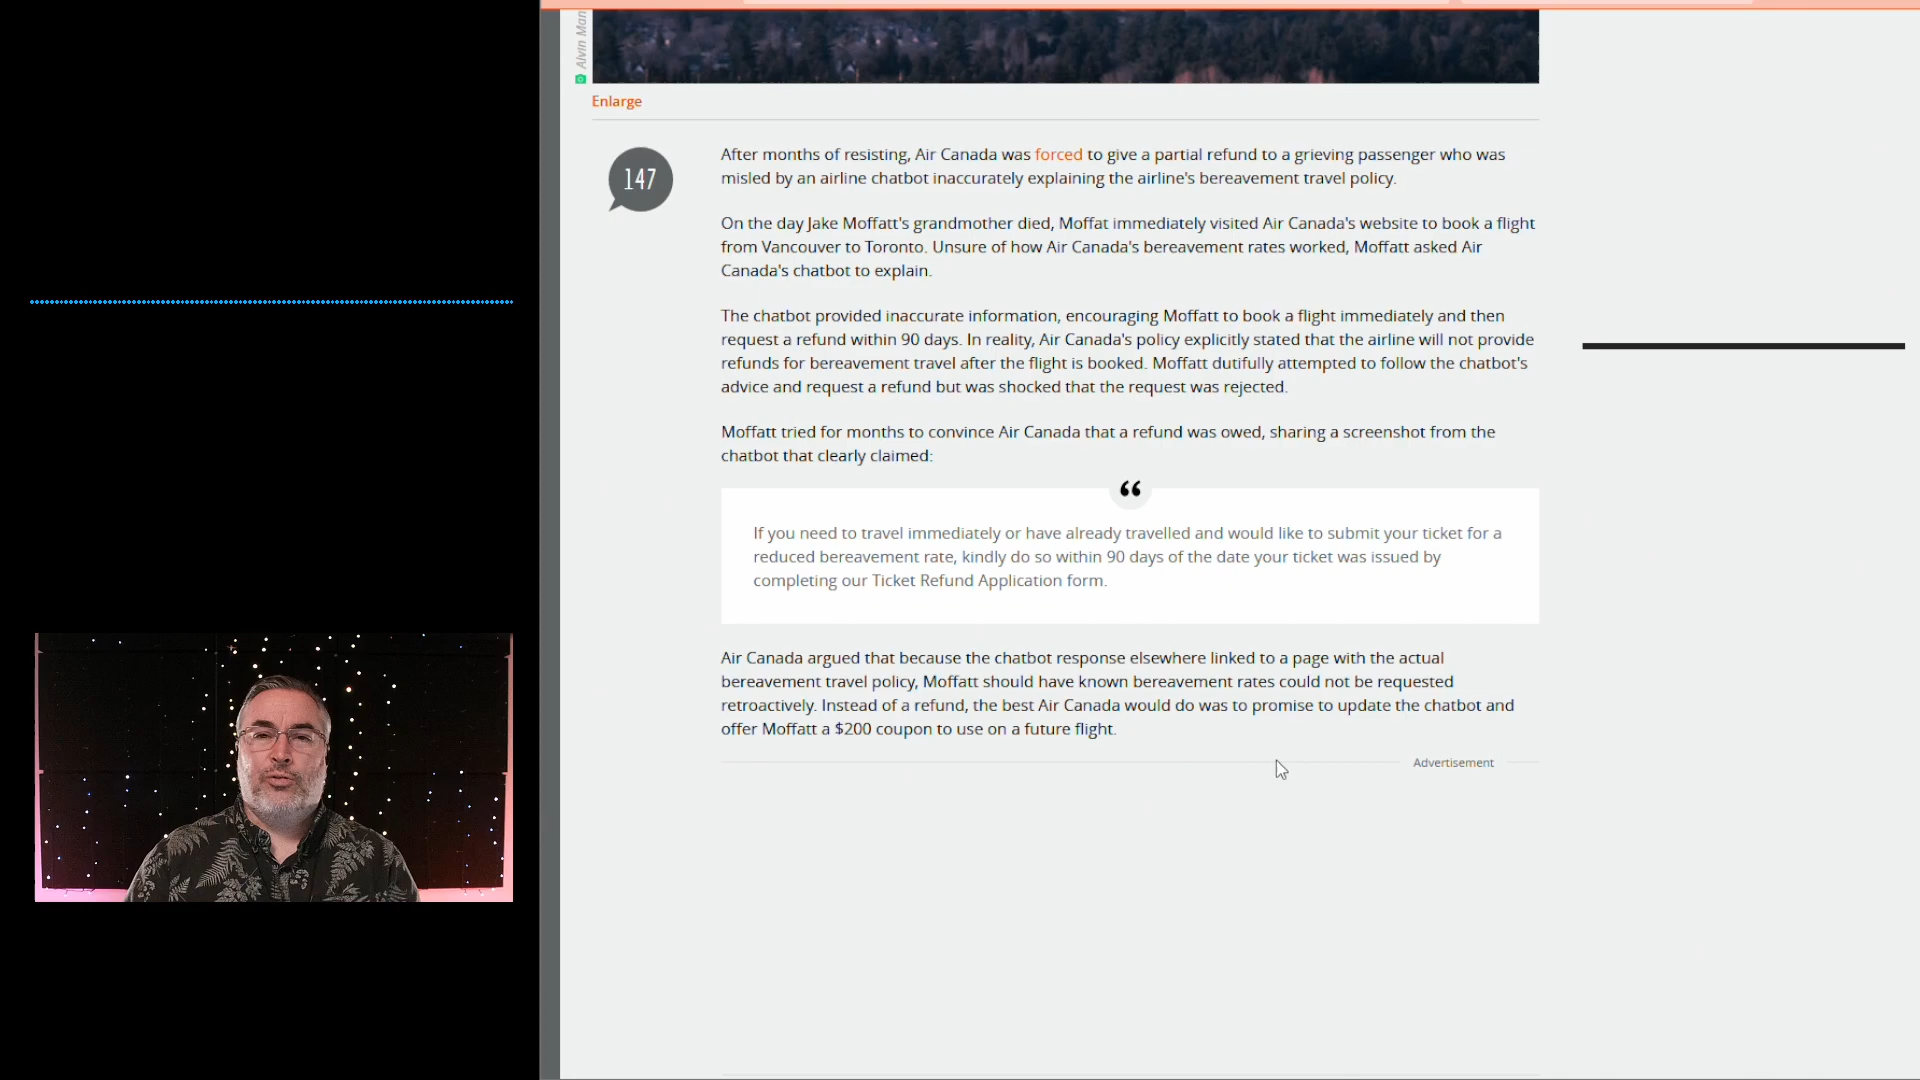 Alvin Man
Enlarge
147
After months of resisting, Air Canada was forced to give a partial refund to a grieving passenger who was
misled by an airline chatbot inaccurately explaining the airline's bereavement travel policy.
On the day Jake Moffatt's grandmother died, Moffat immediately visited Air Canada's website to book a flight
from Vancouver to Toronto. Unsure of how Air Canada's bereavement rates worked, Moffatt asked Air
Canada's chatbot to explain.
The chatbot provided inaccurate information, encouraging Moffatt to book a flight immediately and then
request a refund within 90 days. In reality, Air Canada's policy explicitly stated that the airline will not provide
refunds for bereavement travel after the flight is booked. Moffatt dutifully attempted to follow the chatbot's
advice and request a refund but was shocked that the request was rejected.
Moffatt tried for months to convince Air Canada that a refund was owed, sharing a screenshot from the
chatbot that clearly claimed:
“
If you need to travel immediately or have already travelled and would like to submit your ticket for a
reduced bereavement rate, kindly do so within 90 days of the date your ticket was issued by
completing our Ticket Refund Application form.
Air Canada argued that because the chatbot response elsewhere linked to a page with the actual
bereavement travel policy, Moffatt should have known bereavement rates could not be requested
retroactively. Instead of a refund, the best Air Canada would do was to promise to update the chatbot and
offer Moffatt a $200 coupon to use on a future flight.
Advertisement